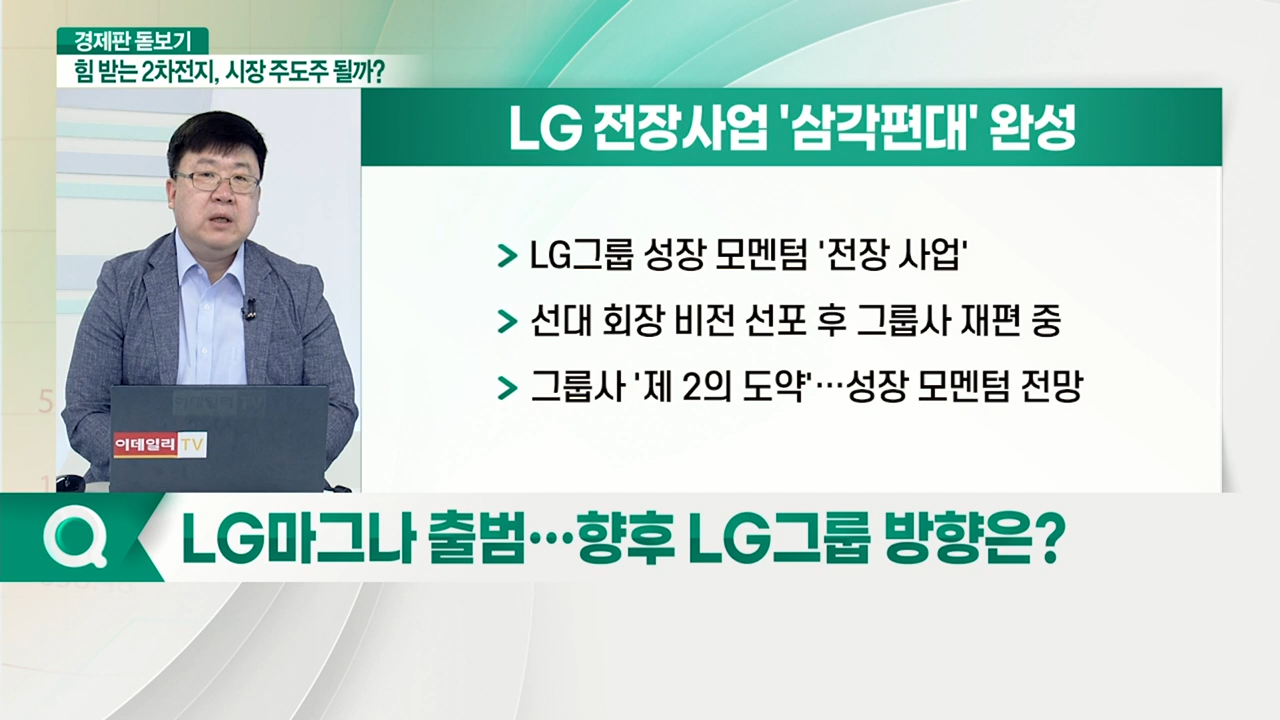 경제판 돋보기
힘 받는 2차전지, 시장 주도주 될까?
LG 전장사업 '삼각편대' 완성
> LG그룹 성장 모멘텀 '전장 사업'
> 선대 회장 비전 선포 후 그룹사 재편 중
> 그룹사 '제 2의 도약'…성장 모멘텀 전망
이데일리 TV
LG마그나 출범…향후 LG그룹 방향은?